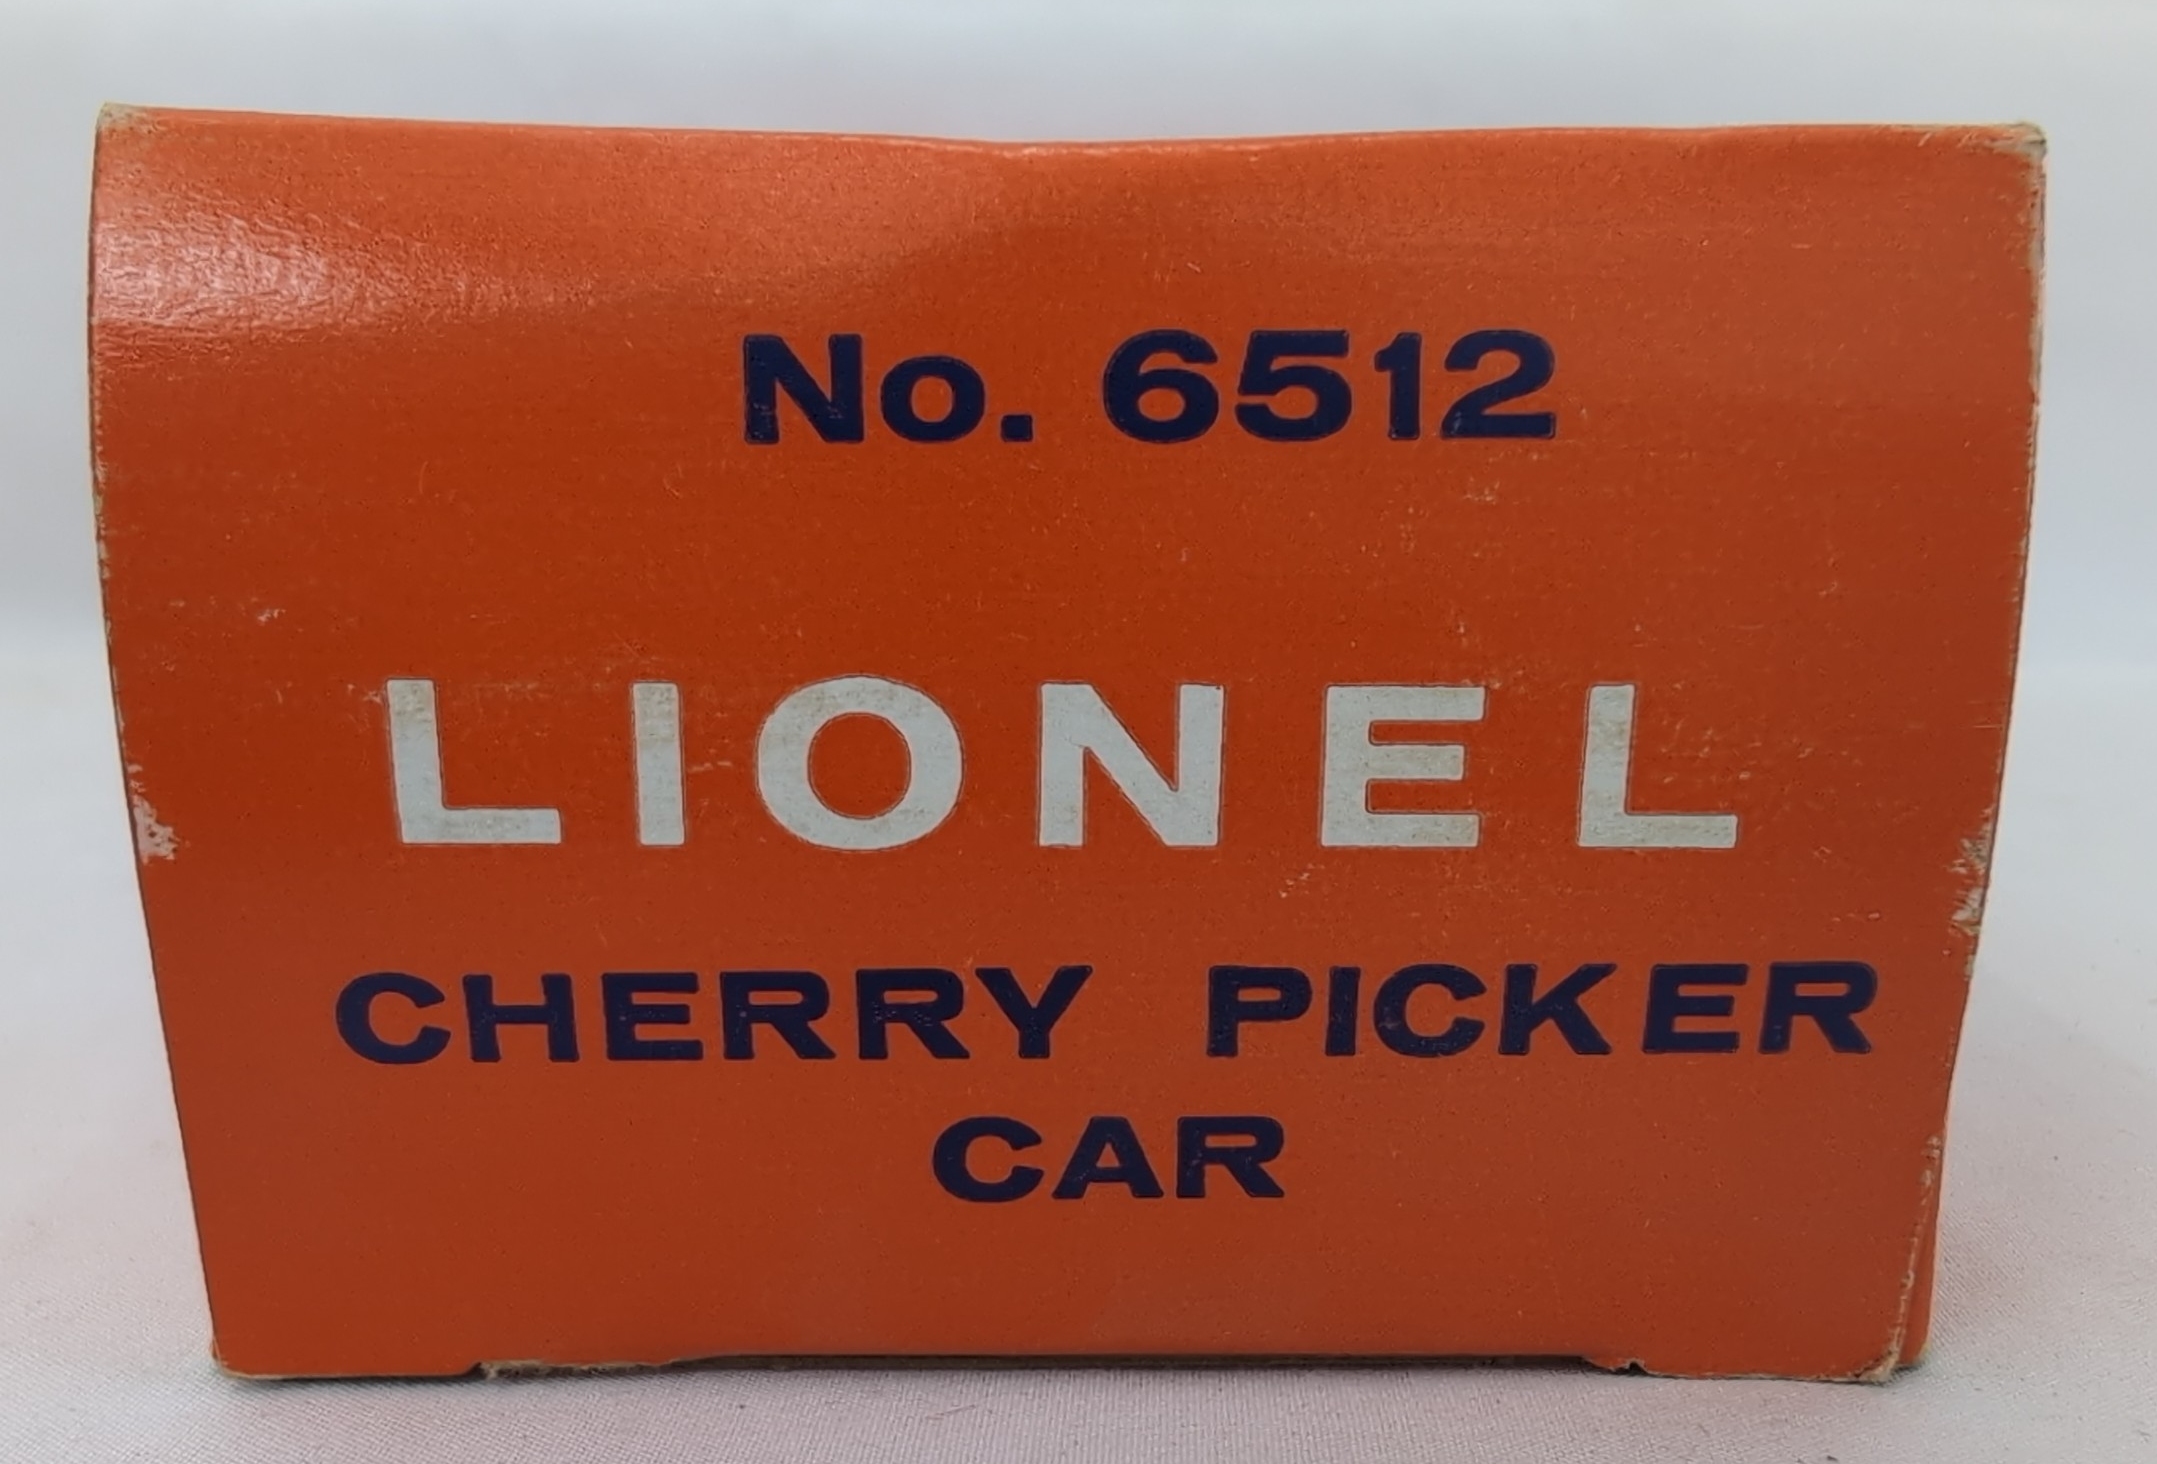 No. 6512
LIONEL
CHERRY PICKER
CAR